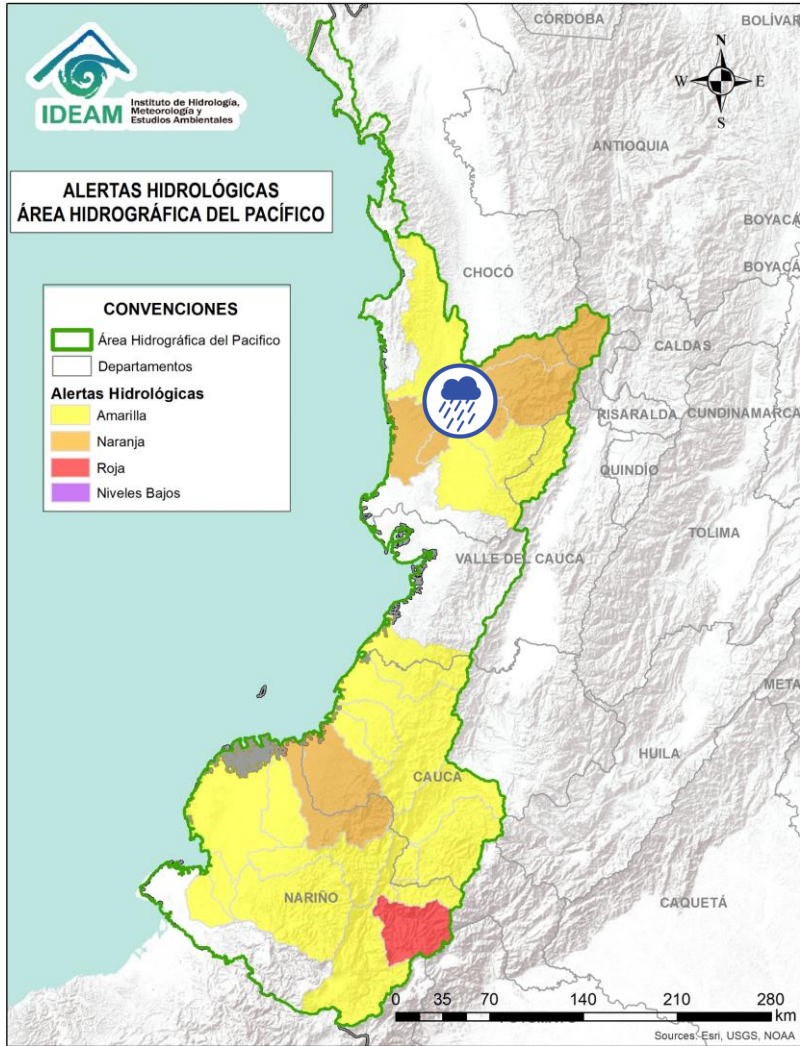 IDEAM
Instituto de Hidrología,
Meteorología y
Estudios Ambientales
ALERTAS HIDROLÓGICAS
ÁREA HIDROGRÁFICA DEL PACÍFICO
CONVENCIONES
Área Hidrográfica del Pacífico
Departamentos
Alertas Hidrológicas
Amarilla
Naranja
Roja
Niveles Bajos
CÓRDOBA
BOLÍVAR
N
W
E
S
ANTIOQUIA
BOYACÁ
CHOCÓ
BOYACÁ
CALDAS
RISARALDA
CUNDINAMARCA
QUINDÍO
TOLIMA
VALLE DEL CAUCA
META
HUILA
CAUCA
NARIÑO
CAQUETÁ
0 35 70 140 210 280
km
Sources: Esri, USGS, NOAA